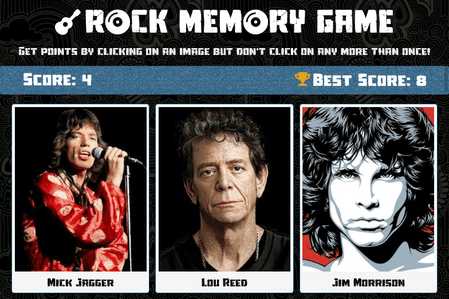 ROCK MEMORY GAME
GET POINTS BY CLICKING ON AN IMAGE BUT DON'T CLICK ON ANY MORE THAN ONCE!
SCORE: 4
BEST SCORE: 8
MICK JAGGER
LOU REED
JIM MORRISON